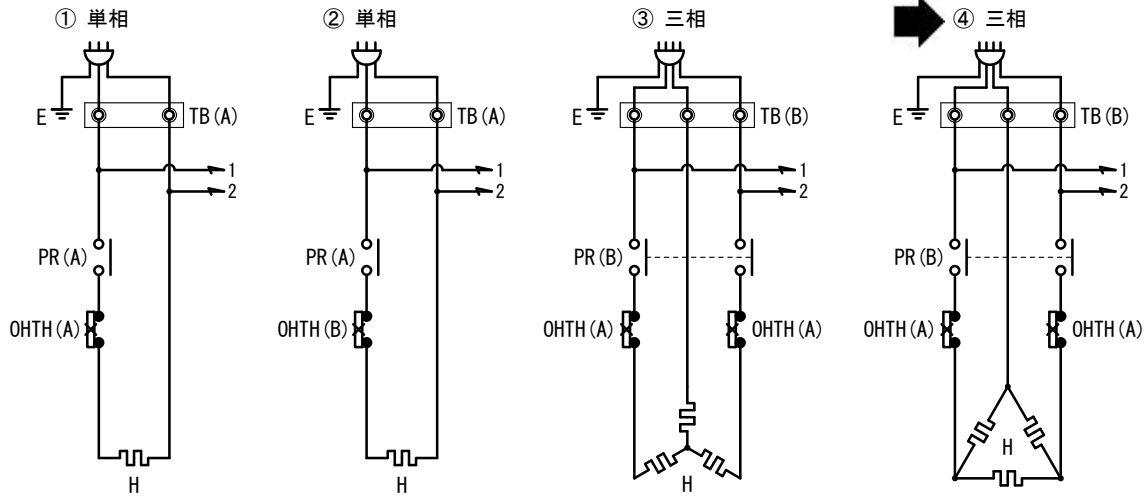 ① 単相
② 単相
③ 三相
④ 三相
E
TB(A)
E
TB(A)
E
TB(B)
E
TB(B)
1
2
1
2
1
2
1
2
PR(A)
PR(A)
PR(B)
PR(B)
OHTH(A)
OHTH(B)
OHTH(A)
OHTH(A)
OHTH(A)
OHTH(A)
H
H
H
H